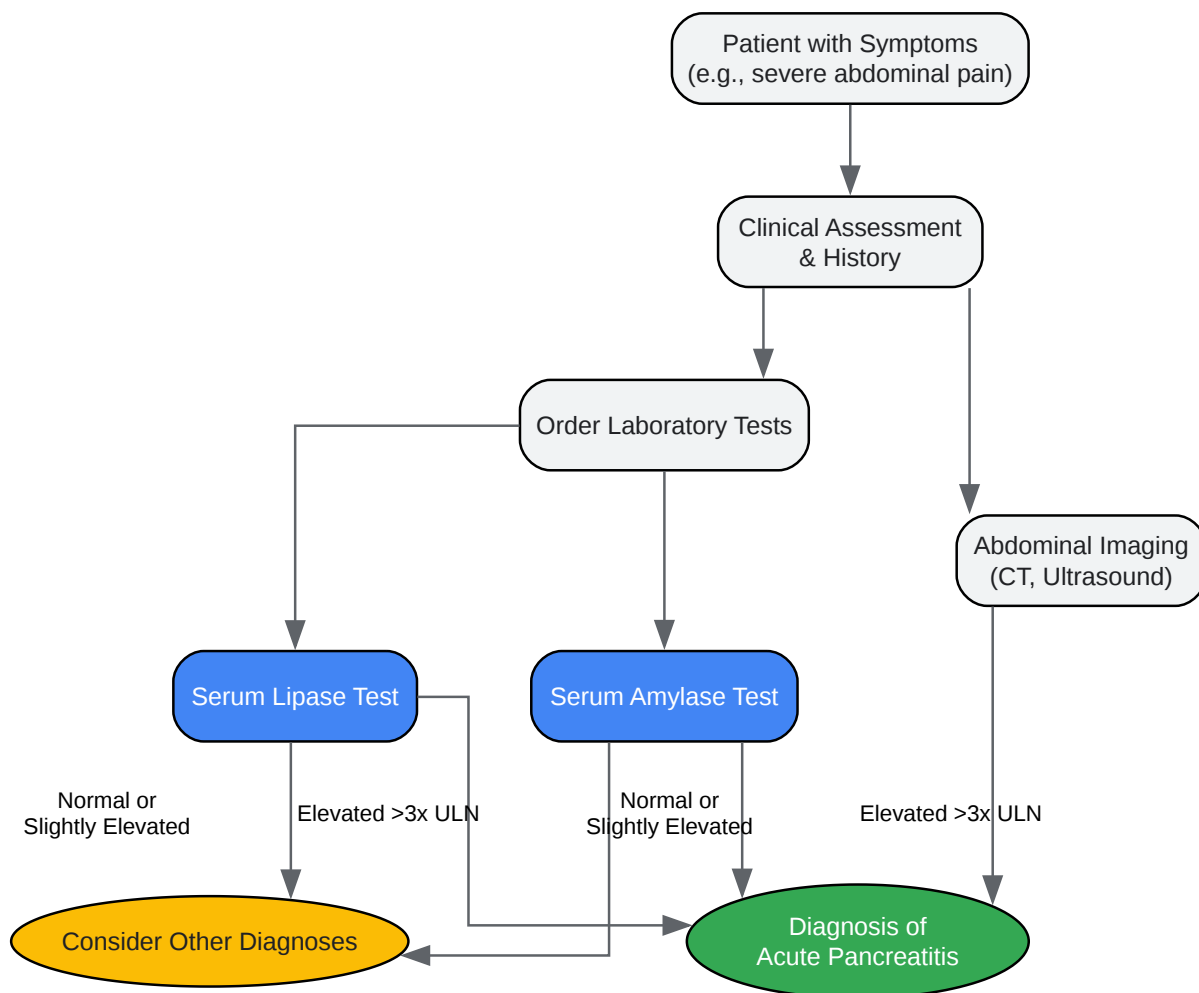 Patient with Symptoms
(e.g., severe abdominal pain)
Clinical Assessment
& History
Order Laboratory Tests
Abdominal Imaging
(CT, Ultrasound)
Serum Lipase Test
Serum Amylase Test
Normal or
Slightly Elevated
Elevated >3x ULN
Normal or
Slightly Elevated
Elevated >3x ULN
Consider Other Diagnoses
Diagnosis of
Acute Pancreatitis